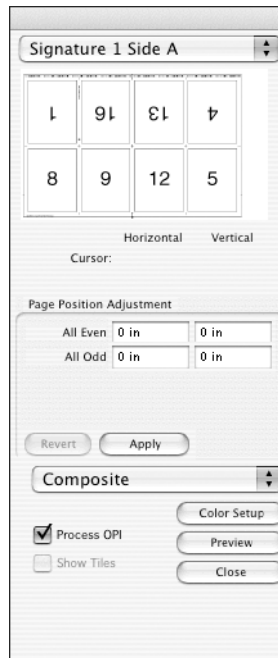 Signature 1 Side A
1 16 13 4
8 9 12 5
Horizontal Vertical
Cursor:
Page Position Adjustment
All Even 0 in 0 in
All Odd 0 in 0 in
Revert Apply
Composite
Color Setup
Process OPI
Preview
Show Tiles
Close